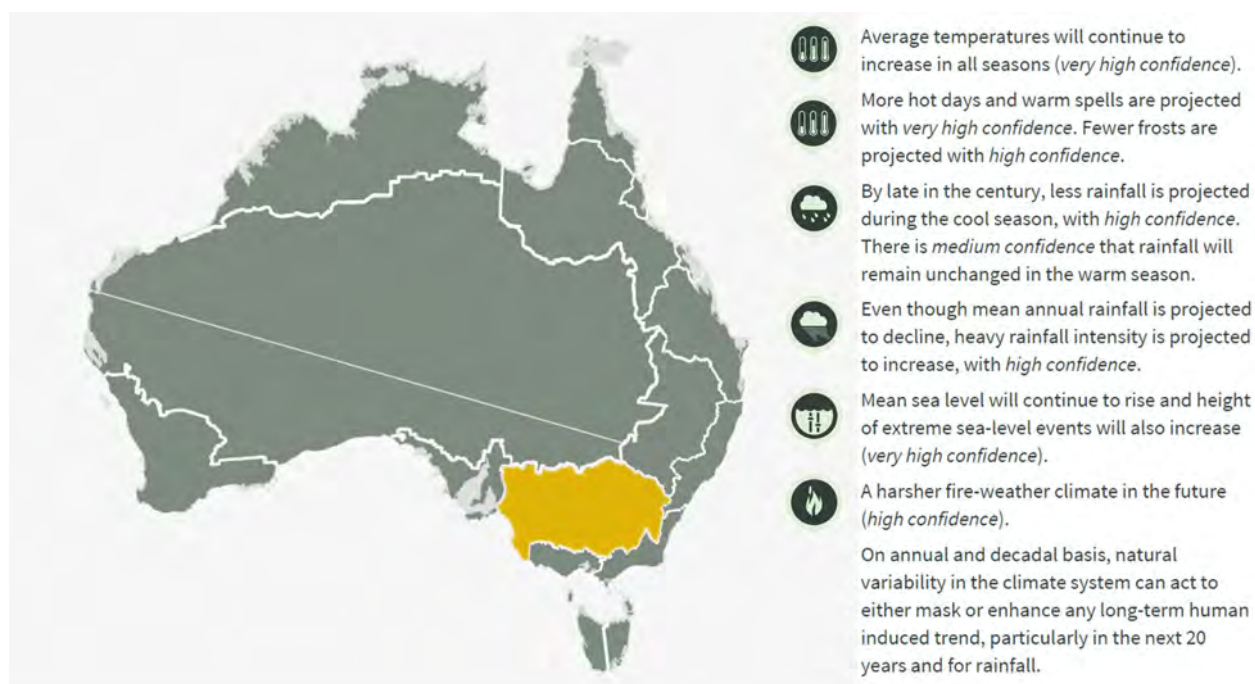 Average temperatures will continue to
increase in all seasons (very high confidence).
More hot days and warm spells are projected
with very high confidence. Fewer frosts are
projected with high confidence.
By late in the century, less rainfall is projected
during the cool season, with high confidence.
There is medium confidence that rainfall will
remain unchanged in the warm season.
Even though mean annual rainfall is projected
to decline, heavy rainfall intensity is projected
to increase, with high confidence.
Mean sea level will continue to rise and height
of extreme sea-level events will also increase
(very high confidence).
A harsher fire-weather climate in the future
(high confidence).
On annual and decadal basis, natural
variability in the climate system can act to
either mask or enhance any long-term human
induced trend, particularly in the next 20
years and for rainfall.